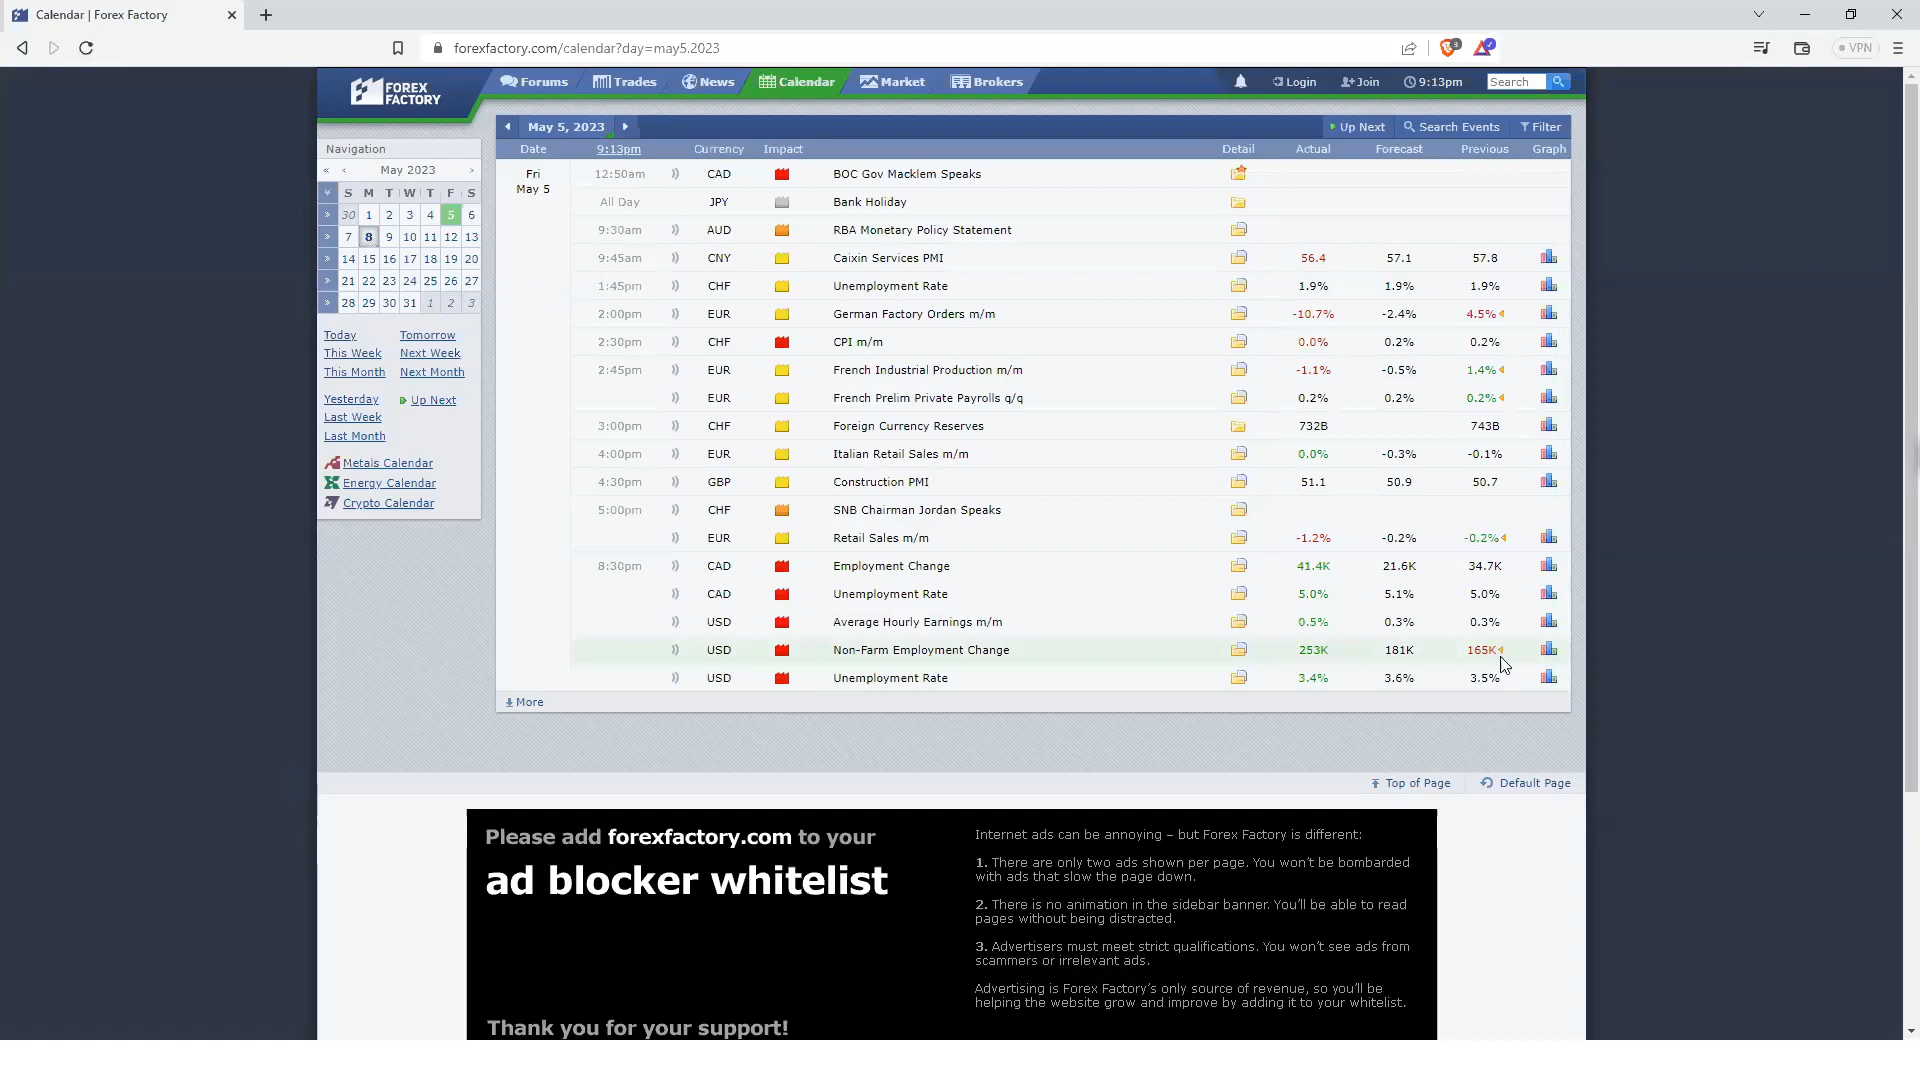 Calendar | Forex Factory
forexfactory.com/calendar?day=may5.2023
3
VPN
FOREX FACTORY
Forums Trades News Calendar Market Brokers
Login Join 9:13pm Search
Navigation
« ‹ May 2023 ›
S M T W T F S
30 1 2 3 4 5 6
7 8 9 10 11 12 13
14 15 16 17 18 19 20
21 22 23 24 25 26 27
28 29 30 31 1 2 3
Today Tomorrow
This Week Next Week
This Month Next Month
Yesterday Up Next
Last Week
Last Month
Metals Calendar
Energy Calendar
Crypto Calendar
May 5, 2023 Up Next Search Events Filter
Date 9:13pm Currency Impact Detail Actual Forecast Previous Graph
Fri May 5 12:50am CAD BOC Gov Macklem Speaks
All Day JPY Bank Holiday
9:30am AUD RBA Monetary Policy Statement
9:45am CNY Caixin Services PMI 56.4 57.1 57.8
1:45pm CHF Unemployment Rate 1.9% 1.9% 1.9%
2:00pm EUR German Factory Orders m/m -10.7% -2.4% 4.5%
2:30pm CHF CPI m/m 0.0% 0.2% 0.2%
2:45pm EUR French Industrial Production m/m -1.1% -0.5% 1.4%
EUR French Prelim Private Payrolls q/q 0.2% 0.2% 0.2%
3:00pm CHF Foreign Currency Reserves 732B 743B
4:00pm EUR Italian Retail Sales m/m 0.0% -0.3% -0.1%
4:30pm GBP Construction PMI 51.1 50.9 50.7
5:00pm CHF SNB Chairman Jordan Speaks
EUR Retail Sales m/m -1.2% -0.2% -0.2%
8:30pm CAD Employment Change 41.4K 21.6K 34.7K
CAD Unemployment Rate 5.0% 5.1% 5.0%
USD Average Hourly Earnings m/m 0.5% 0.3% 0.3%
USD Non-Farm Employment Change 253K 181K 165K
USD Unemployment Rate 3.4% 3.6% 3.5%
More
Top of Page Default Page
Please add forexfactory.com to your
ad blocker whitelist
Thank you for your support!
Internet ads can be annoying – but Forex Factory is different:
1. There are only two ads shown per page. You won't be bombarded
with ads that slow the page down.
2. There is no animation in the sidebar banner. You'll be able to read
pages without being distracted.
3. Advertisers must meet strict qualifications. You won't see ads from
scammers or irrelevant ads.
Advertising is Forex Factory's only source of revenue, so you'll be
helping the website grow and improve by adding it to your whitelist.